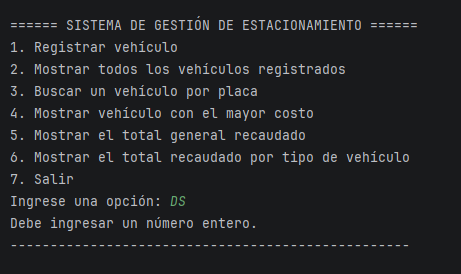 ====== SISTEMA DE GESTIÓN DE ESTACIONAMIENTO ======
1. Registrar vehículo
2. Mostrar todos los vehículos registrados
3. Buscar un vehículo por placa
4. Mostrar vehículo con el mayor costo
5. Mostrar el total general recaudado
6. Mostrar el total recaudado por tipo de vehículo
7. Salir
Ingrese una opción: DS
Debe ingresar un número entero.
--------------------------------------------------